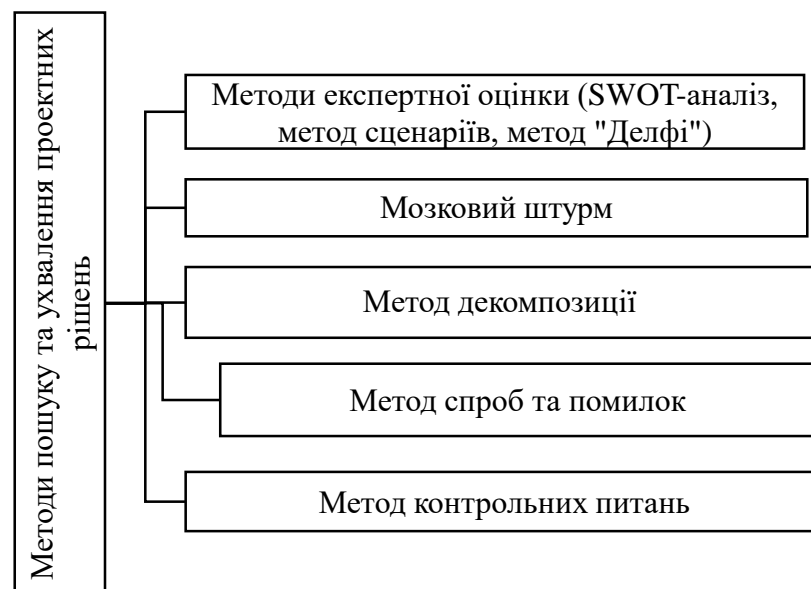 Методи пошуку та ухвалення проектних
рішень
Методи експертної оцінки (SWOT-аналіз,
метод сценаріїв, метод "Делфі")
Мозковий штурм
Метод декомпозиції
Метод спроб та помилок
Метод контрольних питань